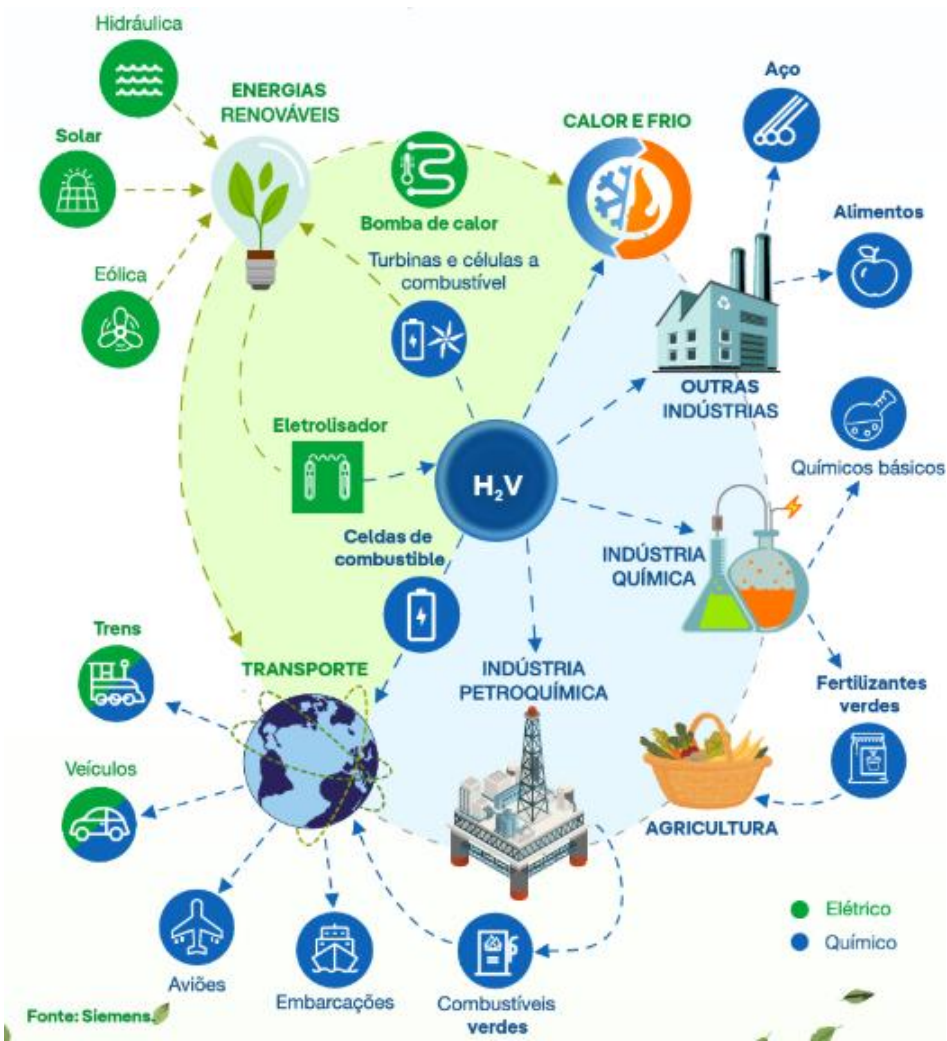 Hidráulica
ENERGIAS
RENOVÁVEIS
Solar
Eólica
Bomba de calor
CALOR E FRIO
Aço
Alimentos
Turbinas e células a
combustível
OUTRAS
INDÚSTRIAS
Eletrolisador
H₂V
Químicos básicos
Celdas de
combustible
INDÚSTRIA
QUÍMICA
Trens
TRANSPORTE
INDÚSTRIA
PETROQUÍMICA
Fertilizantes
verdes
Veículos
AGRICULTURA
Aviões
Embarcações
Combustíveis
verdes
Elétrico
Químico
Fonte: Siemens.